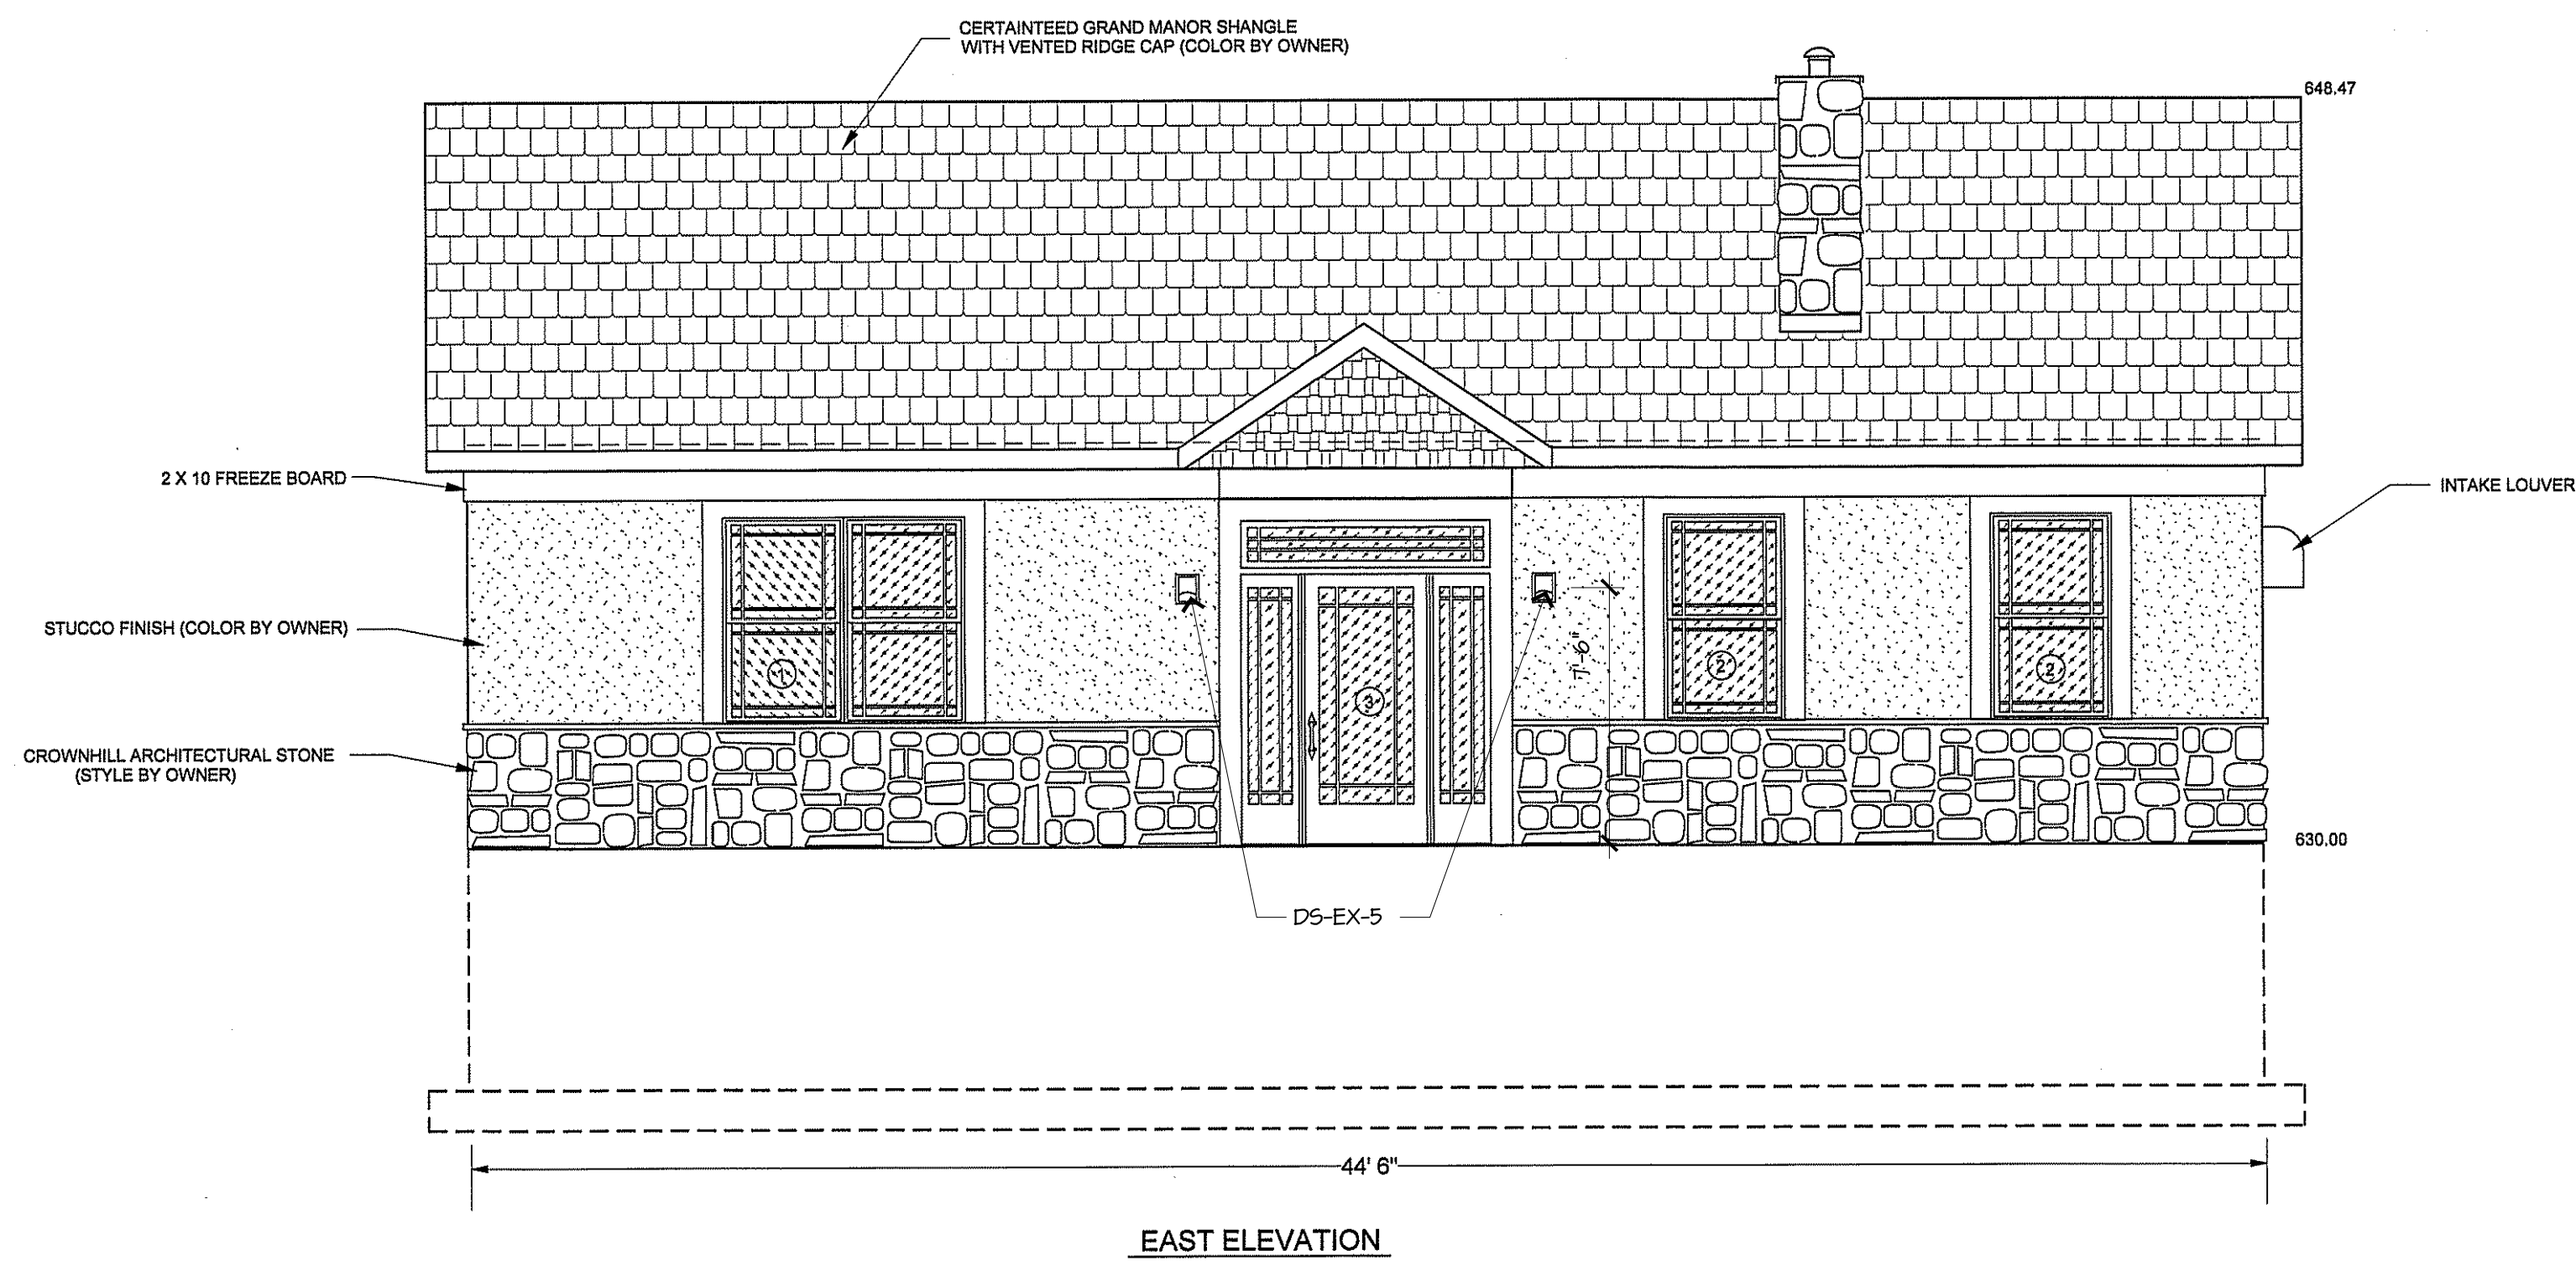 CERTAINTEED GRAND MANOR SHANGLE
WITH VENTED RIDGE CAP (COLOR BY OWNER)
648.47
2 X 10 FREEZE BOARD
INTAKE LOUVER
STUCCO FINISH (COLOR BY OWNER)
7'-6"
1
2
2
3
CROWNHILL ARCHITECTURAL STONE
(STYLE BY OWNER)
630.00
DS-EX-5
44' 6"
EAST ELEVATION